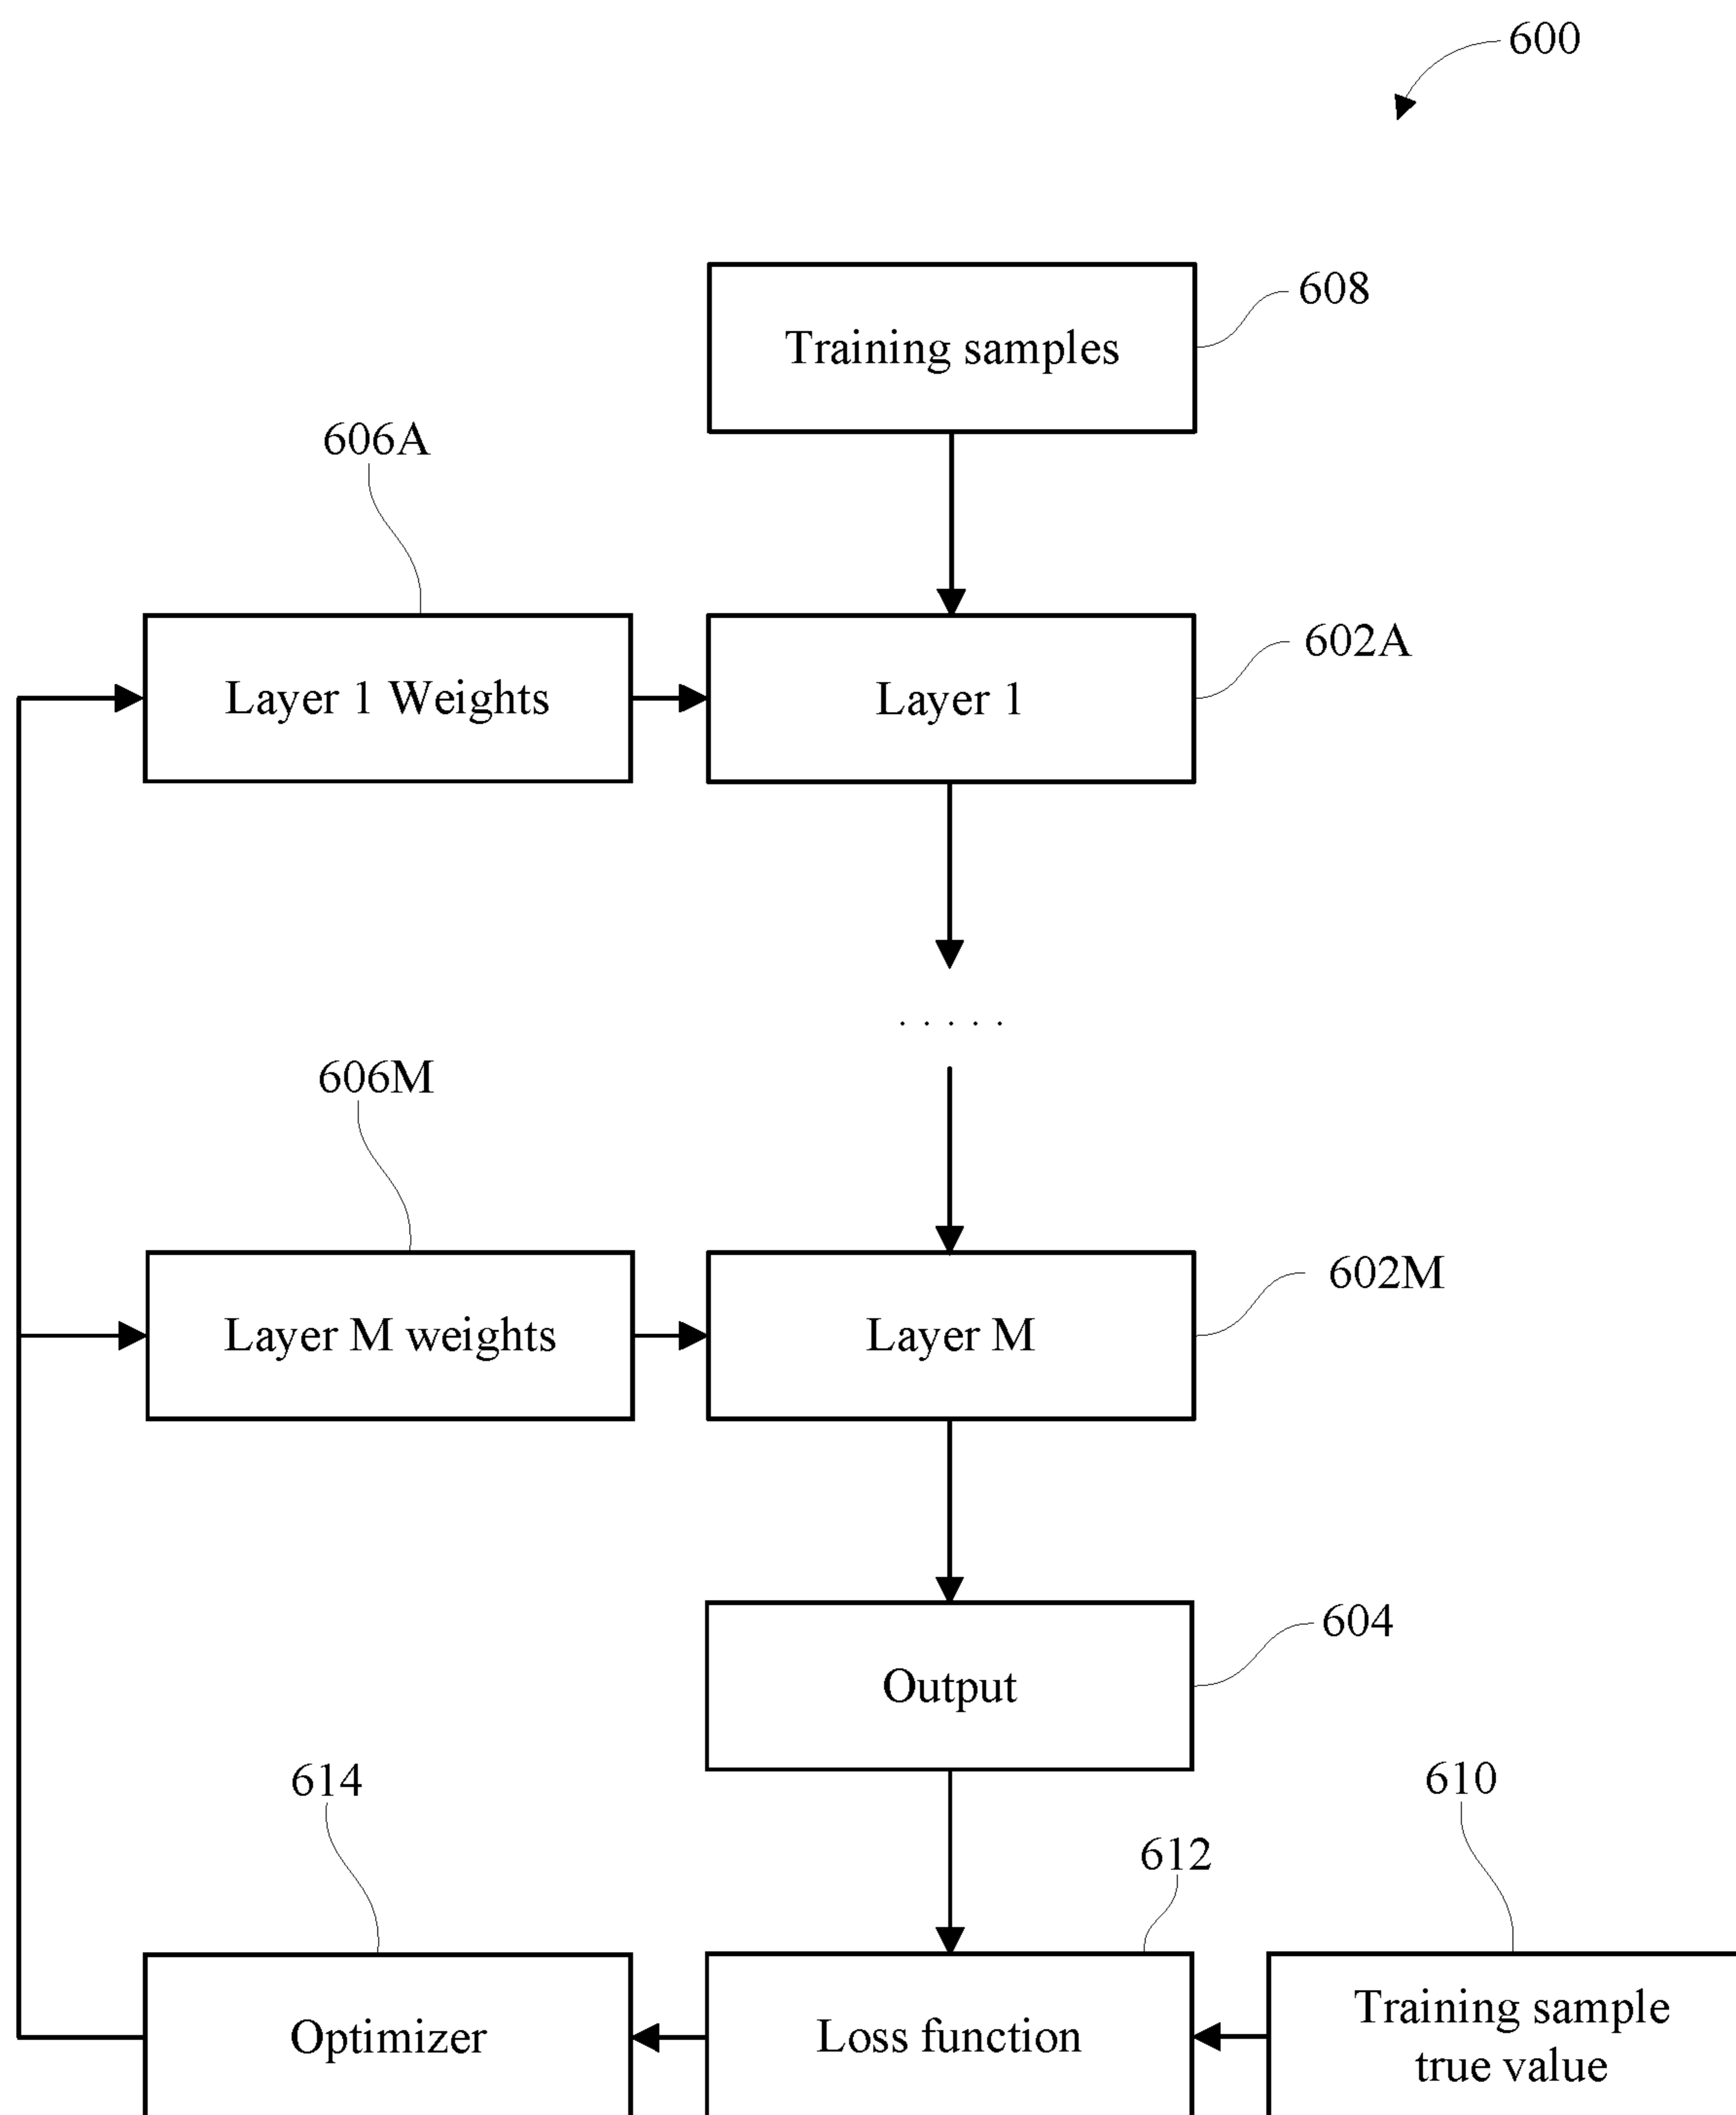 600
608
Training samples
606A
602A
Layer 1 Weights
Layer 1
. . . . .
606M
602M
Layer M weights
Layer M
604
Output
614
610
612
Optimizer
Loss function
Training sample
true value